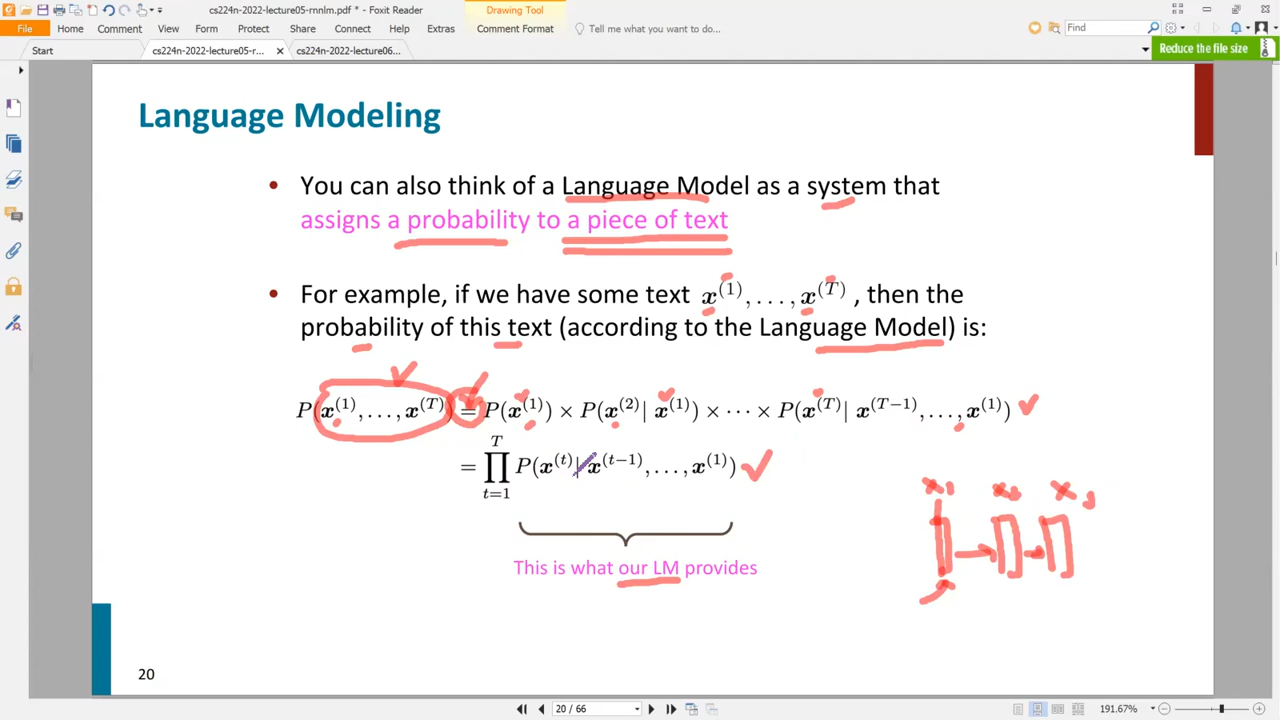 cs224n-2022-lecture05-rnnlm.pdf * - Foxit Reader
Drawing Tool
File Home Comment View Form Protect Share Connect Help Extras Comment Format Tell me what you want to do... Find
Start cs224n-2022-lecture05-r... cs224n-2022-lecture06... Reduce the file size
Language Modeling
• You can also think of a Language Model as a system that
assigns a probability to a piece of text
• For example, if we have some text x^(1), . . . , x^(T) , then the
probability of this text (according to the Language Model) is:
P(x^(1), . . . , x^(T)) = P(x^(1)) × P(x^(2)| x^(1)) × · · · × P(x^(T)| x^(T−1), . . . , x^(1))
= ∏_{t=1}^{T} P(x^(t)| x^(t−1), . . . , x^(1))
x1 x2 x3
This is what our LM provides
20
20 / 66 191.67%